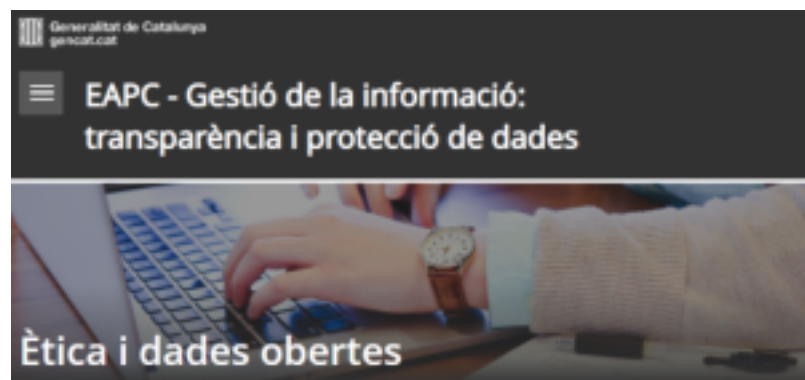 Generalitat de Catalunya
gencat.cat
EAPC - Gestió de la informació:
transparència i protecció de dades
Ètica i dades obertes